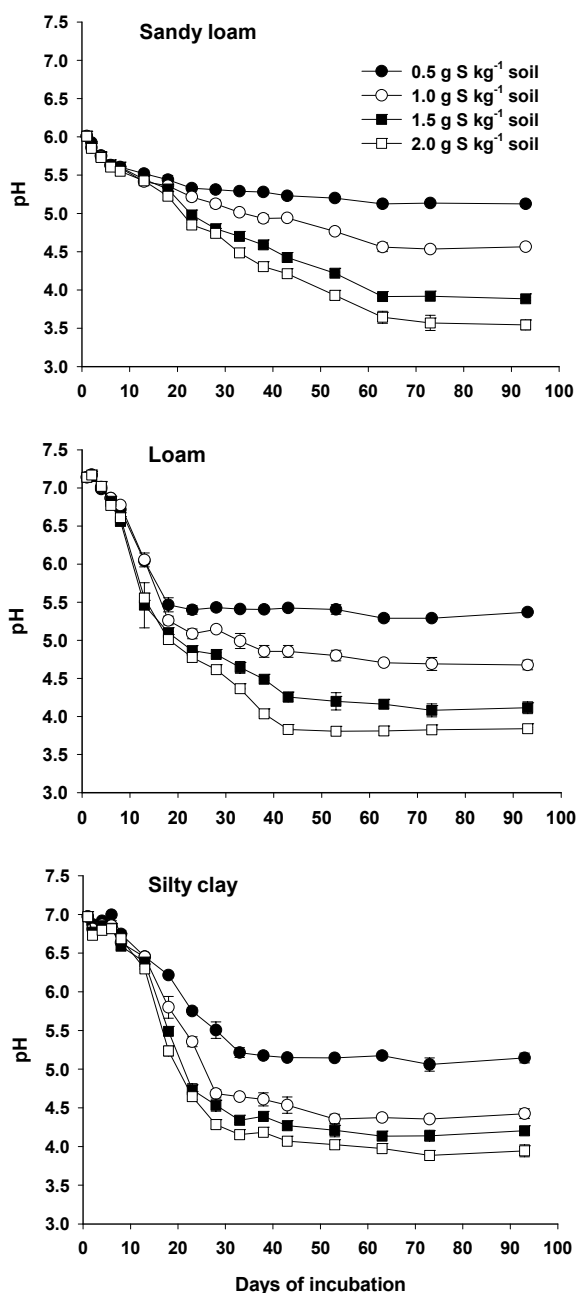 Sandy loam
0.5 g S kg⁻¹ soil
1.0 g S kg⁻¹ soil
1.5 g S kg⁻¹ soil
2.0 g S kg⁻¹ soil
7.5
7.0
6.5
6.0
5.5
5.0
4.5
4.0
3.5
3.0
pH
0 10 20 30 40 50 60 70 80 90 100
Loam
7.5
7.0
6.5
6.0
5.5
5.0
4.5
4.0
3.5
3.0
pH
0 10 20 30 40 50 60 70 80 90 100
Silty clay
7.5
7.0
6.5
6.0
5.5
5.0
4.5
4.0
3.5
3.0
pH
0 10 20 30 40 50 60 70 80 90 100
Days of incubation